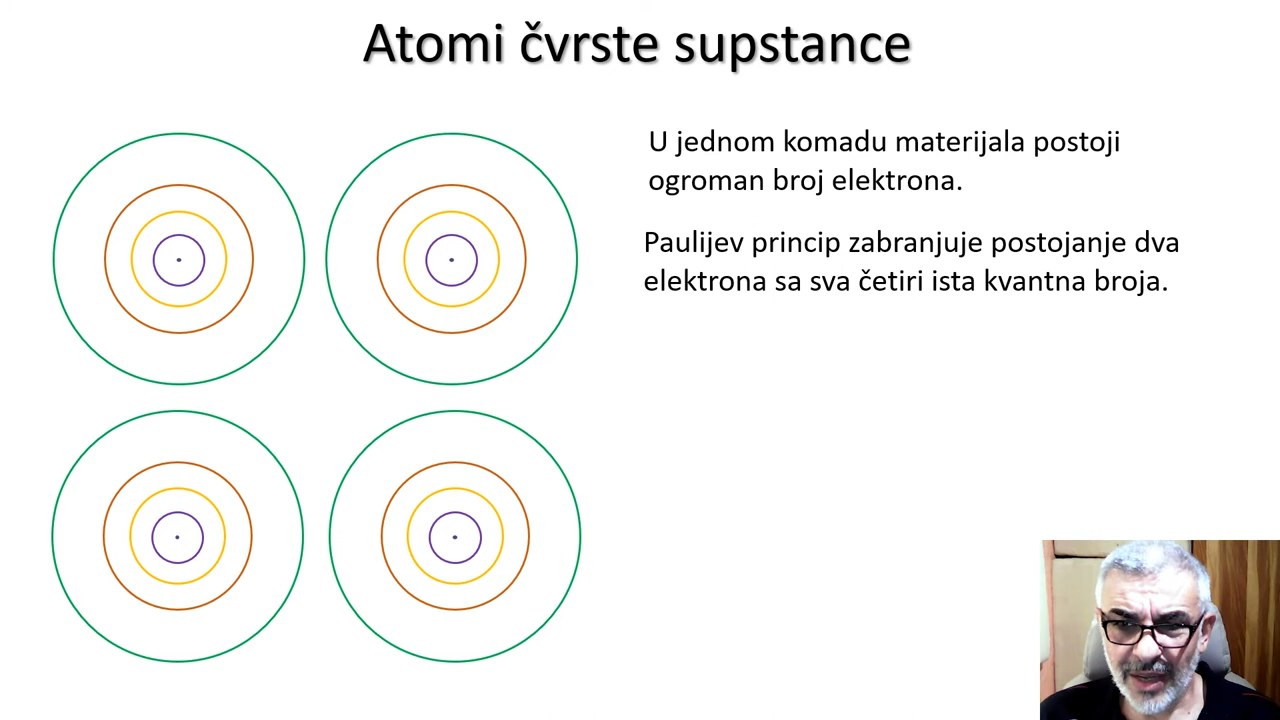 Atomi čvrste supstance
U jednom komadu materijala postoji
ogroman broj elektrona.
Paulijev princip zabranjuje postojanje dva
elektrona sa sva četiri ista kvantna broja.